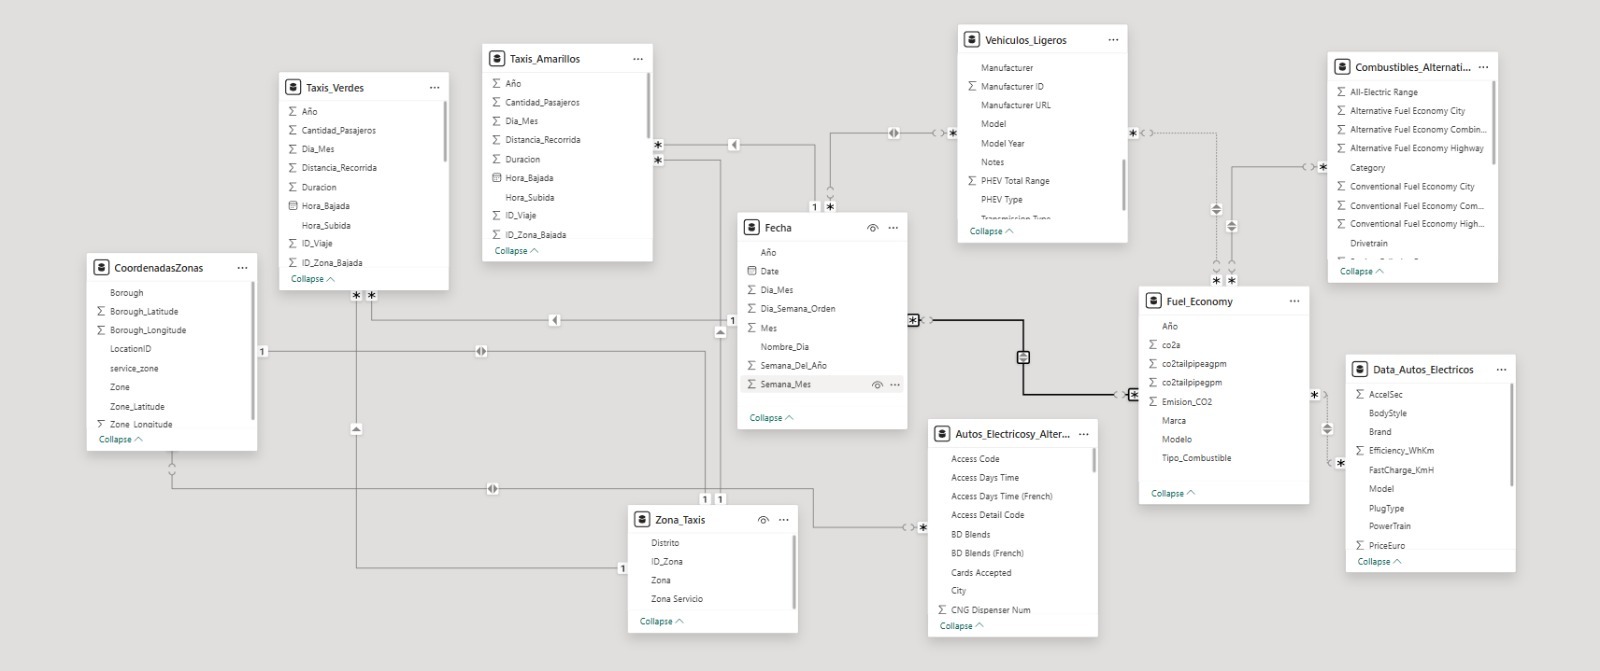 Taxis_Verdes
Año
Cantidad_Pasajeros
Dia_Mes
Distancia_Recorrida
Duracion
Hora_Bajada
Hora_Subida
ID_Viaje
ID_Zona_Bajada
Collapse
Taxis_Amarillos
Año
Cantidad_Pasajeros
Dia_Mes
Distancia_Recorrida
Duracion
Hora_Bajada
Hora_Subida
ID_Viaje
ID_Zona_Bajada
Collapse
Vehiculos_Ligeros
Manufacturer
Manufacturer ID
Manufacturer URL
Model
Model Year
Notes
PHEV Total Range
PHEV Type
Transmission Type
Collapse
Combustibles_Alternati...
All-Electric Range
Alternative Fuel Economy City
Alternative Fuel Economy Combin...
Alternative Fuel Economy Highway
Category
Conventional Fuel Economy City
Conventional Fuel Economy Com...
Conventional Fuel Economy High...
Drivetrain
Collapse
CoordenadasZonas
Borough
Borough_Latitude
Borough_Longitude
LocationID
service_zone
Zone
Zone_Latitude
Zone_Longitude
Collapse
Fecha
Año
Date
Dia_Mes
Dia_Semana_Orden
Mes
Nombre_Dia
Semana_Del_Año
Semana_Mes
Collapse
Fuel_Economy
Año
co2a
co2tailpipeagpm
co2tailpipegpm
Emision_CO2
Marca
Modelo
Tipo_Combustible
Collapse
Data_Autos_Electricos
AccelSec
BodyStyle
Brand
Efficiency_WhKm
FastCharge_KmH
Model
PlugType
PowerTrain
PriceEuro
Collapse
Autos_Electricosy_Alter...
Access Code
Access Days Time
Access Days Time (French)
Access Detail Code
BD Blends
BD Blends (French)
Cards Accepted
City
CNG Dispenser Num
Collapse
Zona_Taxis
Distrito
ID_Zona
Zona
Zona Servicio
Collapse
1
*
*
*
*
1
*
*
*
*
*
*
1
1
*
*
*
*
1
1
1
*